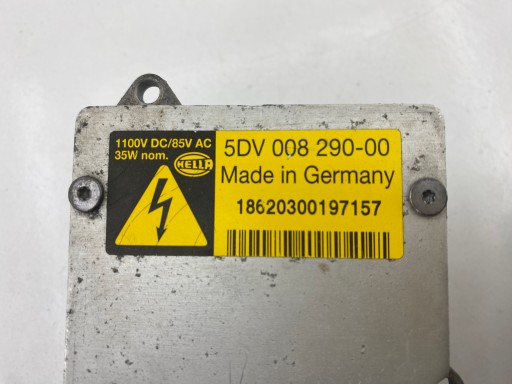 1100V DC/85V AC
35W nom.
HELLA
5DV 008 290-00
Made in Germany
18620300197157